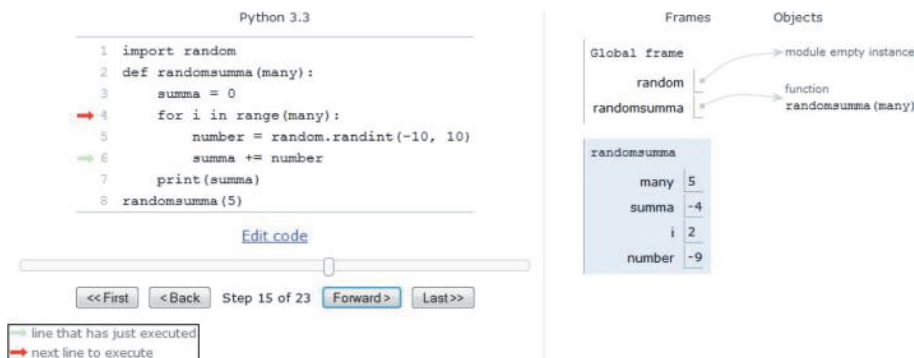 Python 3.3
1 import random
2 def randomsumma(many):
3     summa = 0
4     for i in range(many):
5         number = random.randint(-10, 10)
6         summa += number
7     print(summa)
8 randomsumma(5)
Edit code
<< First
< Back
Step 15 of 23
Forward >
Last >>
line that has just executed
next line to execute
Frames
Objects
Global frame
module empty instance
random
function
randomsumma
randomsumma(many)
randomsumma
many 5
summa -4
i 2
number -9